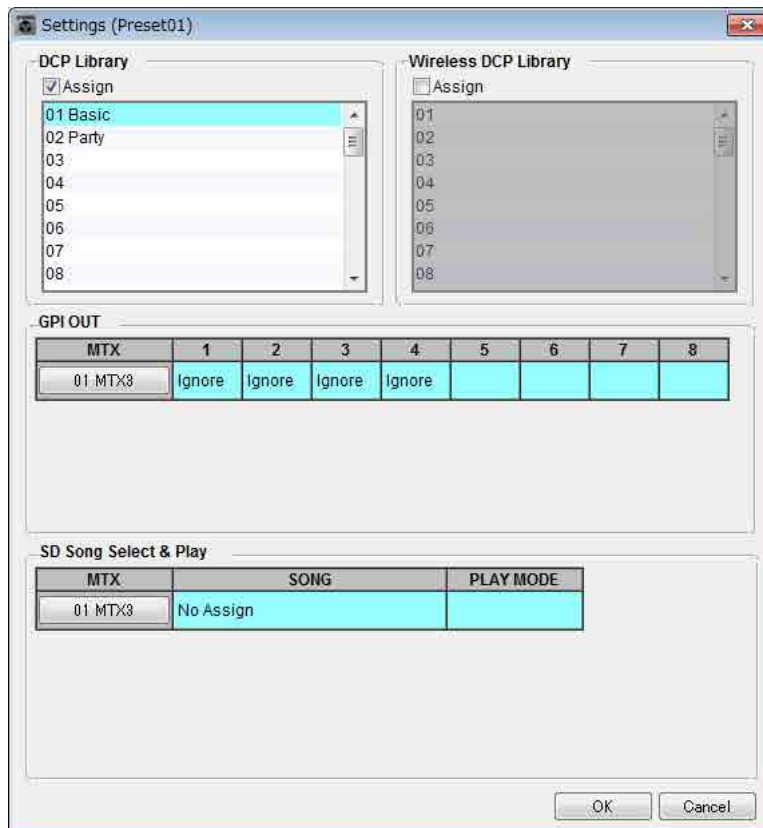 Settings (Preset01)
DCP Library
Assign
01 Basic
02 Party
03
04
05
06
07
08
Wireless DCP Library
Assign
01
02
03
04
05
06
07
08
GPI OUT
MTX 1 2 3 4 5 6 7 8
01 MTX3 Ignore Ignore Ignore Ignore
SD Song Select & Play
MTX SONG PLAY MODE
01 MTX3 No Assign
OK Cancel